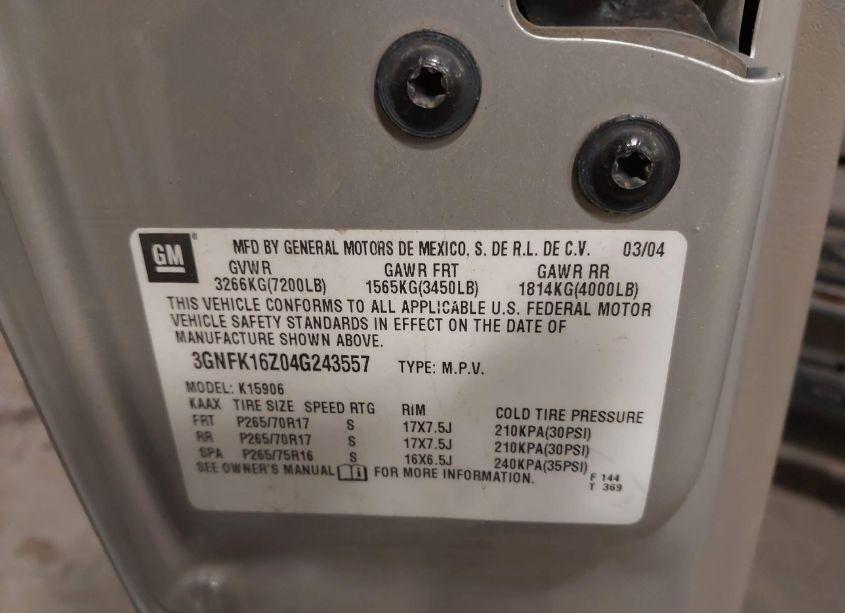 GM
MFD BY GENERAL MOTORS DE MEXICO, S. DE R.L. DE C.V. 03/04
GVWR GAWR FRT GAWR RR
3266KG(7200LB) 1565KG(3450LB) 1814KG(4000LB)
THIS VEHICLE CONFORMS TO ALL APPLICABLE U.S. FEDERAL MOTOR
VEHICLE SAFETY STANDARDS IN EFFECT ON THE DATE OF
MANUFACTURE SHOWN ABOVE.
3GNFK16Z04G243557 TYPE: M.P.V.
MODEL: K15906
KAAX TIRE SIZE SPEED RTG RIM COLD TIRE PRESSURE
FRT P265/70R17 S 17X7.5J 210KPA(30PSI)
RR P265/70R17 S 17X7.5J 210KPA(30PSI)
SPA P265/75R16 S 16X6.5J 240KPA(35PSI)
SEE OWNER'S MANUAL FOR MORE INFORMATION.
F 144
T 369